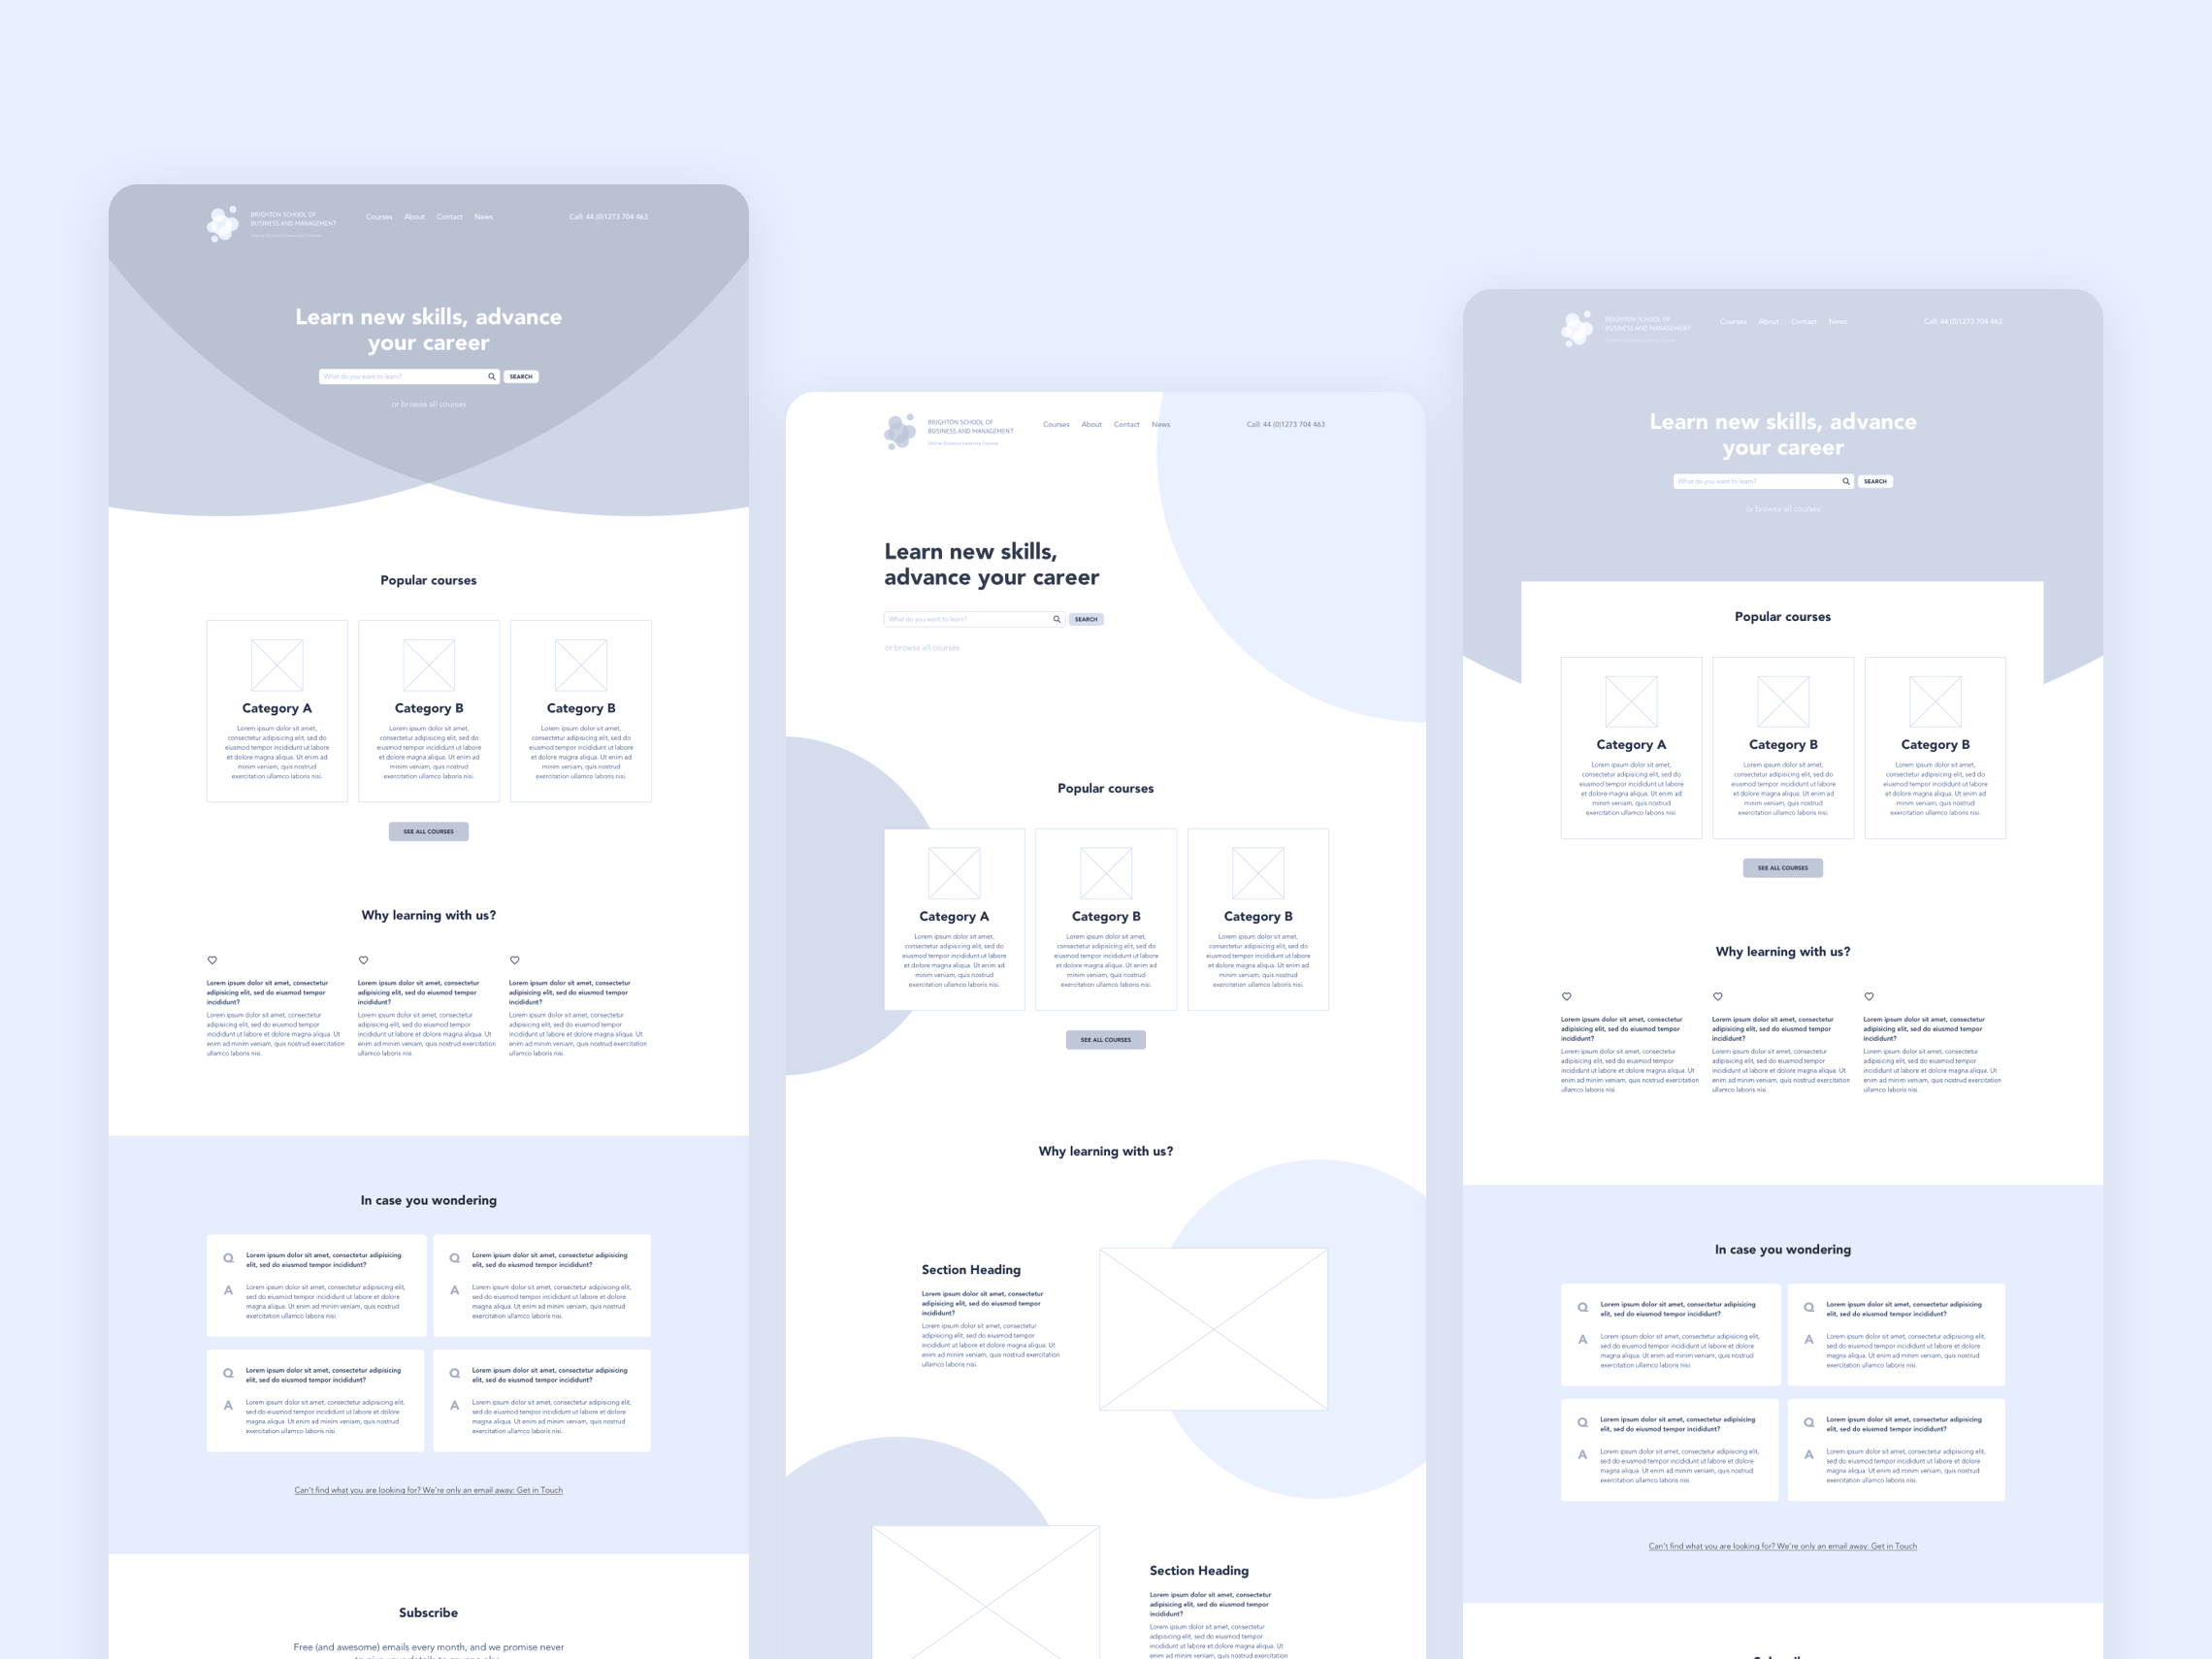 BRIGHTON SCHOOL OF
BUSINESS AND MANAGEMENT
Online Distance Learning Courses
Courses About Contact News
Call: 44 (0)1273 704 463
Learn new skills, advance
your career
What do you want to learn?
SEARCH
or browse all courses
Popular courses
Category A
Lorem ipsum dolor sit amet,
consectetur adipisicing elit, sed do
eiusmod tempor incididunt ut labore
et dolore magna aliqua. Ut enim ad
minim veniam, quis nostrud
exercitation ullamco laboris nisi.
Category B
Lorem ipsum dolor sit amet,
consectetur adipisicing elit, sed do
eiusmod tempor incididunt ut labore
et dolore magna aliqua. Ut enim ad
minim veniam, quis nostrud
exercitation ullamco laboris nisi.
Category B
Lorem ipsum dolor sit amet,
consectetur adipisicing elit, sed do
eiusmod tempor incididunt ut labore
et dolore magna aliqua. Ut enim ad
minim veniam, quis nostrud
exercitation ullamco laboris nisi.
SEE ALL COURSES
Why learning with us?
Lorem ipsum dolor sit amet, consectetur
adipisicing elit, sed do eiusmod tempor
incididunt?
Lorem ipsum dolor sit amet, consectetur
adipisicing elit, sed do eiusmod tempor
incididunt ut labore et dolore magna aliqua. Ut
enim ad minim veniam, quis nostrud exercitation
ullamco laboris nisi.
Lorem ipsum dolor sit amet, consectetur
adipisicing elit, sed do eiusmod tempor
incididunt?
Lorem ipsum dolor sit amet, consectetur
adipisicing elit, sed do eiusmod tempor
incididunt ut labore et dolore magna aliqua. Ut
enim ad minim veniam, quis nostrud exercitation
ullamco laboris nisi.
Lorem ipsum dolor sit amet, consectetur
adipisicing elit, sed do eiusmod tempor
incididunt?
Lorem ipsum dolor sit amet, consectetur
adipisicing elit, sed do eiusmod tempor
incididunt ut labore et dolore magna aliqua. Ut
enim ad minim veniam, quis nostrud exercitation
ullamco laboris nisi.
In case you wondering
Q Lorem ipsum dolor sit amet, consectetur adipisicing
elit, sed do eiusmod tempor incididunt?
A Lorem ipsum dolor sit amet, consectetur adipisicing elit,
sed do eiusmod tempor incididunt ut labore et dolore
magna aliqua. Ut enim ad minim veniam, quis nostrud
exercitation ullamco laboris nisi.
Q Lorem ipsum dolor sit amet, consectetur adipisicing
elit, sed do eiusmod tempor incididunt?
A Lorem ipsum dolor sit amet, consectetur adipisicing elit,
sed do eiusmod tempor incididunt ut labore et dolore
magna aliqua. Ut enim ad minim veniam, quis nostrud
exercitation ullamco laboris nisi.
Q Lorem ipsum dolor sit amet, consectetur adipisicing
elit, sed do eiusmod tempor incididunt?
A Lorem ipsum dolor sit amet, consectetur adipisicing elit,
sed do eiusmod tempor incididunt ut labore et dolore
magna aliqua. Ut enim ad minim veniam, quis nostrud
exercitation ullamco laboris nisi.
Q Lorem ipsum dolor sit amet, consectetur adipisicing
elit, sed do eiusmod tempor incididunt?
A Lorem ipsum dolor sit amet, consectetur adipisicing elit,
sed do eiusmod tempor incididunt ut labore et dolore
magna aliqua. Ut enim ad minim veniam, quis nostrud
exercitation ullamco laboris nisi.
Can't find what you are looking for? We're only an email away: Get in Touch
Subscribe
Free (and awesome) emails every month, and we promise never
BRIGHTON SCHOOL OF
BUSINESS AND MANAGEMENT
Online Distance Learning Courses
Courses About Contact News
Call: 44 (0)1273 704 463
Learn new skills,
advance your career
What do you want to learn?
SEARCH
or browse all courses
Popular courses
Category A
Lorem ipsum dolor sit amet,
consectetur adipisicing elit, sed do
eiusmod tempor incididunt ut labore
et dolore magna aliqua. Ut enim ad
minim veniam, quis nostrud
exercitation ullamco laboris nisi.
Category B
Lorem ipsum dolor sit amet,
consectetur adipisicing elit, sed do
eiusmod tempor incididunt ut labore
et dolore magna aliqua. Ut enim ad
minim veniam, quis nostrud
exercitation ullamco laboris nisi.
Category B
Lorem ipsum dolor sit amet,
consectetur adipisicing elit, sed do
eiusmod tempor incididunt ut labore
et dolore magna aliqua. Ut enim ad
minim veniam, quis nostrud
exercitation ullamco laboris nisi.
SEE ALL COURSES
Why learning with us?
Section Heading
Lorem ipsum dolor sit amet, consectetur
adipisicing elit, sed do eiusmod tempor
incididunt?
Lorem ipsum dolor sit amet, consectetur
adipisicing elit, sed do eiusmod tempor
incididunt ut labore et dolore magna aliqua. Ut
enim ad minim veniam, quis nostrud exercitation
ullamco laboris nisi.
Section Heading
Lorem ipsum dolor sit amet, consectetur
adipisicing elit, sed do eiusmod tempor
incididunt?
Lorem ipsum dolor sit amet, consectetur
adipisicing elit, sed do eiusmod tempor
incididunt ut labore et dolore magna aliqua. Ut
enim ad minim veniam, quis nostrud exercitation
BRIGHTON SCHOOL OF
BUSINESS AND MANAGEMENT
Online Distance Learning Courses
Courses About Contact News
Call: 44 (0)1273 704 463
Learn new skills, advance
your career
What do you want to learn?
SEARCH
or browse all courses
Popular courses
Category A
Lorem ipsum dolor sit amet,
consectetur adipisicing elit, sed do
eiusmod tempor incididunt ut labore
et dolore magna aliqua. Ut enim ad
minim veniam, quis nostrud
exercitation ullamco laboris nisi.
Category B
Lorem ipsum dolor sit amet,
consectetur adipisicing elit, sed do
eiusmod tempor incididunt ut labore
et dolore magna aliqua. Ut enim ad
minim veniam, quis nostrud
exercitation ullamco laboris nisi.
Category B
Lorem ipsum dolor sit amet,
consectetur adipisicing elit, sed do
eiusmod tempor incididunt ut labore
et dolore magna aliqua. Ut enim ad
minim veniam, quis nostrud
exercitation ullamco laboris nisi.
SEE ALL COURSES
Why learning with us?
Lorem ipsum dolor sit amet, consectetur
adipisicing elit, sed do eiusmod tempor
incididunt?
Lorem ipsum dolor sit amet, consectetur
adipisicing elit, sed do eiusmod tempor
incididunt ut labore et dolore magna aliqua. Ut
enim ad minim veniam, quis nostrud exercitation
ullamco laboris nisi.
Lorem ipsum dolor sit amet, consectetur
adipisicing elit, sed do eiusmod tempor
incididunt?
Lorem ipsum dolor sit amet, consectetur
adipisicing elit, sed do eiusmod tempor
incididunt ut labore et dolore magna aliqua. Ut
enim ad minim veniam, quis nostrud exercitation
ullamco laboris nisi.
Lorem ipsum dolor sit amet, consectetur
adipisicing elit, sed do eiusmod tempor
incididunt?
Lorem ipsum dolor sit amet, consectetur
adipisicing elit, sed do eiusmod tempor
incididunt ut labore et dolore magna aliqua. Ut
enim ad minim veniam, quis nostrud exercitation
ullamco laboris nisi.
In case you wondering
Q Lorem ipsum dolor sit amet, consectetur adipisicing
elit, sed do eiusmod tempor incididunt?
A Lorem ipsum dolor sit amet, consectetur adipisicing elit,
sed do eiusmod tempor incididunt ut labore et dolore
magna aliqua. Ut enim ad minim veniam, quis nostrud
exercitation ullamco laboris nisi.
Q Lorem ipsum dolor sit amet, consectetur adipisicing
elit, sed do eiusmod tempor incididunt?
A Lorem ipsum dolor sit amet, consectetur adipisicing elit,
sed do eiusmod tempor incididunt ut labore et dolore
magna aliqua. Ut enim ad minim veniam, quis nostrud
exercitation ullamco laboris nisi.
Q Lorem ipsum dolor sit amet, consectetur adipisicing
elit, sed do eiusmod tempor incididunt?
A Lorem ipsum dolor sit amet, consectetur adipisicing elit,
sed do eiusmod tempor incididunt ut labore et dolore
magna aliqua. Ut enim ad minim veniam, quis nostrud
exercitation ullamco laboris nisi.
Q Lorem ipsum dolor sit amet, consectetur adipisicing
elit, sed do eiusmod tempor incididunt?
A Lorem ipsum dolor sit amet, consectetur adipisicing elit,
sed do eiusmod tempor incididunt ut labore et dolore
magna aliqua. Ut enim ad minim veniam, quis nostrud
exercitation ullamco laboris nisi.
Can't find what you are looking for? We're only an email away: Get in Touch